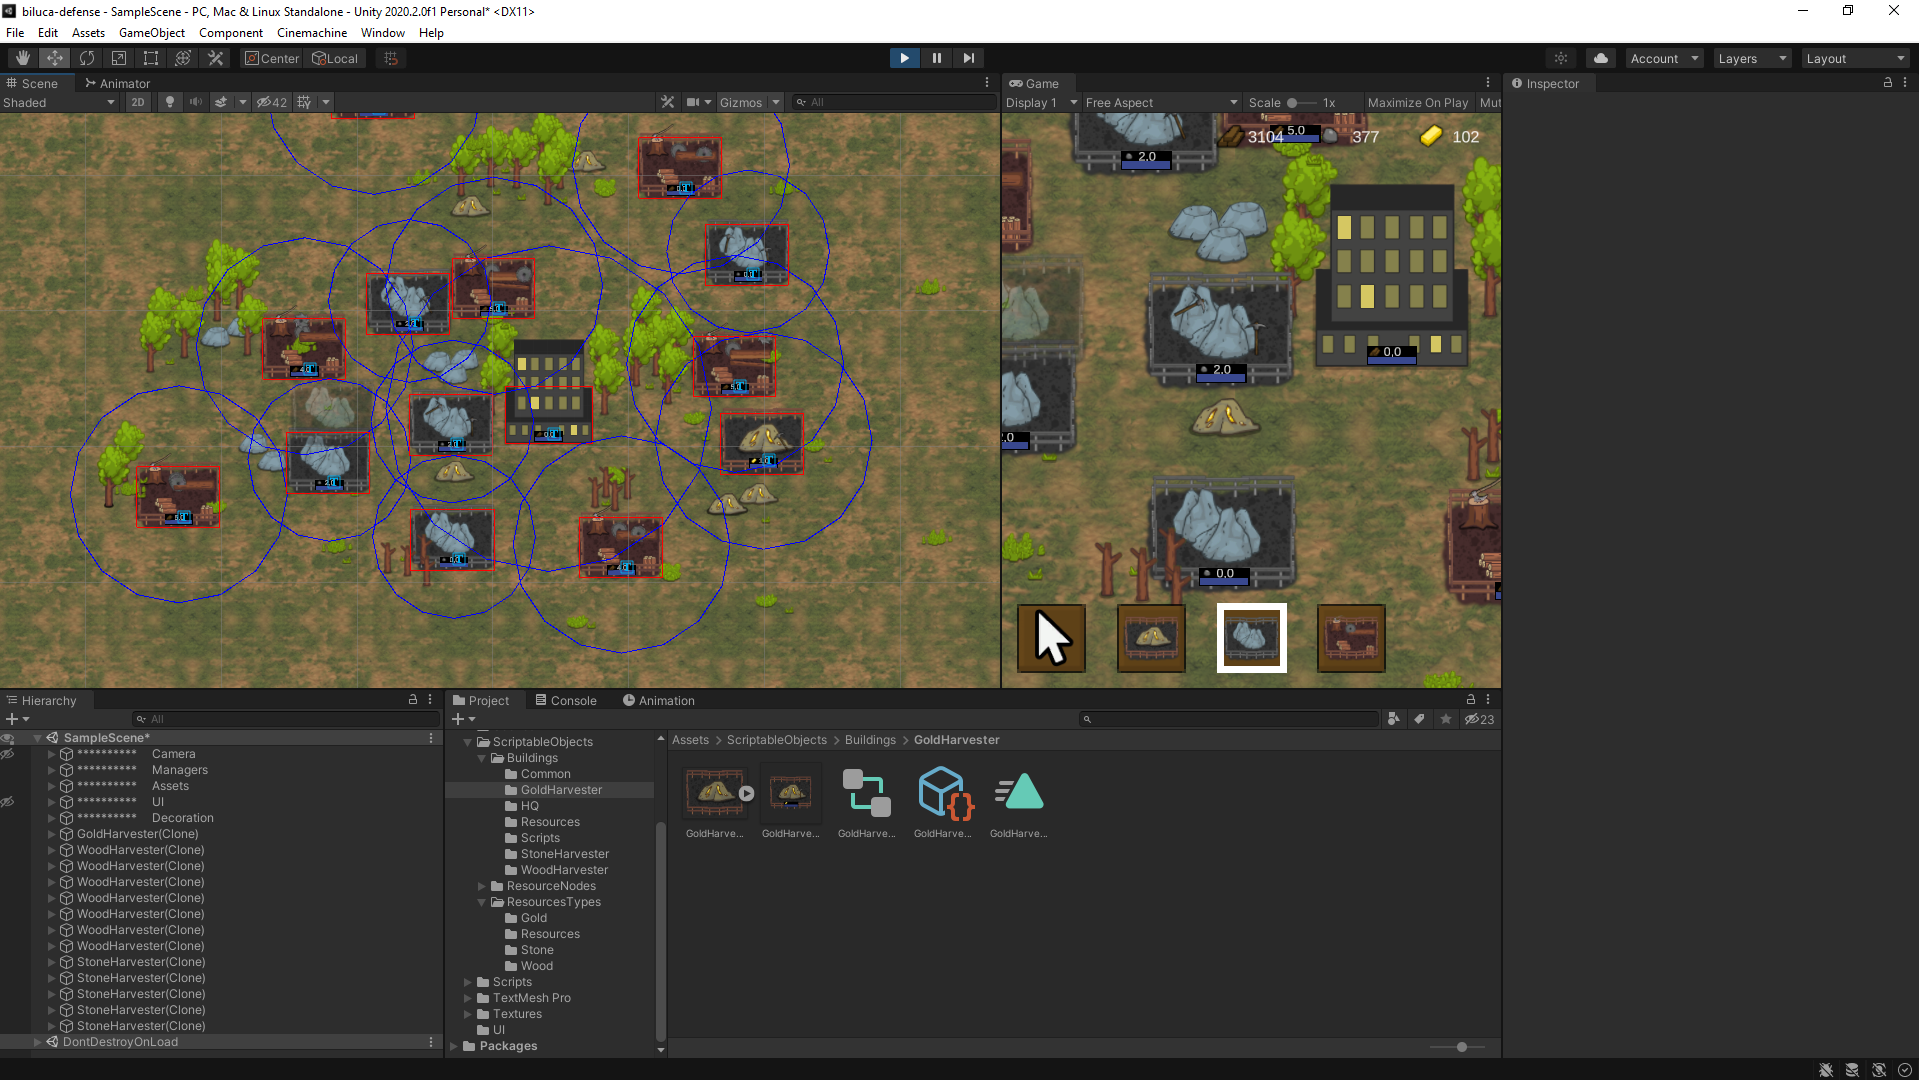 biluca-defense - SampleScene - PC, Mac & Linux Standalone - Unity 2020.2.0f1 Personal* <DX11>
File Edit Assets GameObject Component Cinemachine Window Help
Center Local Account Layers Layout
Scene Animator
Shaded 2D 42 Gizmos All
Game
Display 1 Free Aspect Scale 1x Maximize On Play Mut
Inspector
3104 5.0 377 102
2.0
2.0
0,0
2.0
0.0
Hierarchy
All
SampleScene*
********** Camera
********** Managers
********** Assets
********** UI
********** Decoration
GoldHarvester(Clone)
WoodHarvester(Clone)
WoodHarvester(Clone)
WoodHarvester(Clone)
WoodHarvester(Clone)
WoodHarvester(Clone)
WoodHarvester(Clone)
WoodHarvester(Clone)
StoneHarvester(Clone)
StoneHarvester(Clone)
StoneHarvester(Clone)
StoneHarvester(Clone)
StoneHarvester(Clone)
DontDestroyOnLoad
Project Console Animation
23
ScriptableObjects
Buildings
Common
GoldHarvester
HQ
Resources
Scripts
StoneHarvester
WoodHarvester
ResourceNodes
ResourcesTypes
Gold
Resources
Stone
Wood
Scripts
TextMesh Pro
Textures
UI
Packages
Assets > ScriptableObjects > Buildings > GoldHarvester
GoldHarve... GoldHarve... GoldHarve... GoldHarve... GoldHarve...